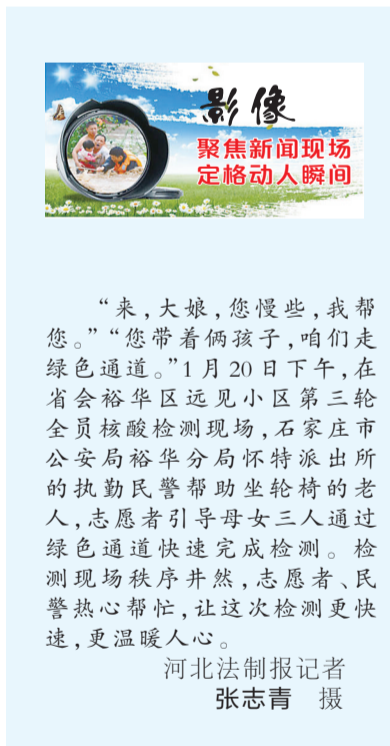 影像
聚焦新闻现场
定格动人瞬间
“来，大娘，您慢些，我帮
您。”“您带着俩孩子，咱们走
绿色通道。”1月20日下午，在
省会裕华区远见小区第三轮
全员核酸检测现场，石家庄市
公安局裕华分局怀特派出所
的执勤民警帮助坐轮椅的老
人，志愿者引导母女三人通过
绿色通道快速完成检测。检
测现场秩序井然，志愿者、民
警热心帮忙，让这次检测更快
速，更温暖人心。
河北法制报记者
张志青 摄